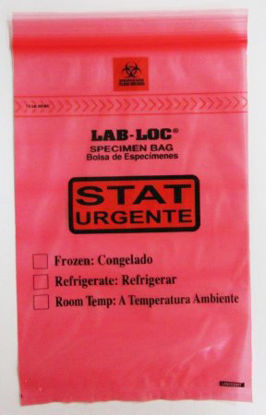 LAB-LOC®
SPECIMEN BAG
Bolsa de Especímenes
STAT
URGENTE
Frozen: Congelado
Refrigerate: Refrigerar
Room Temp: A Temperatura Ambiente